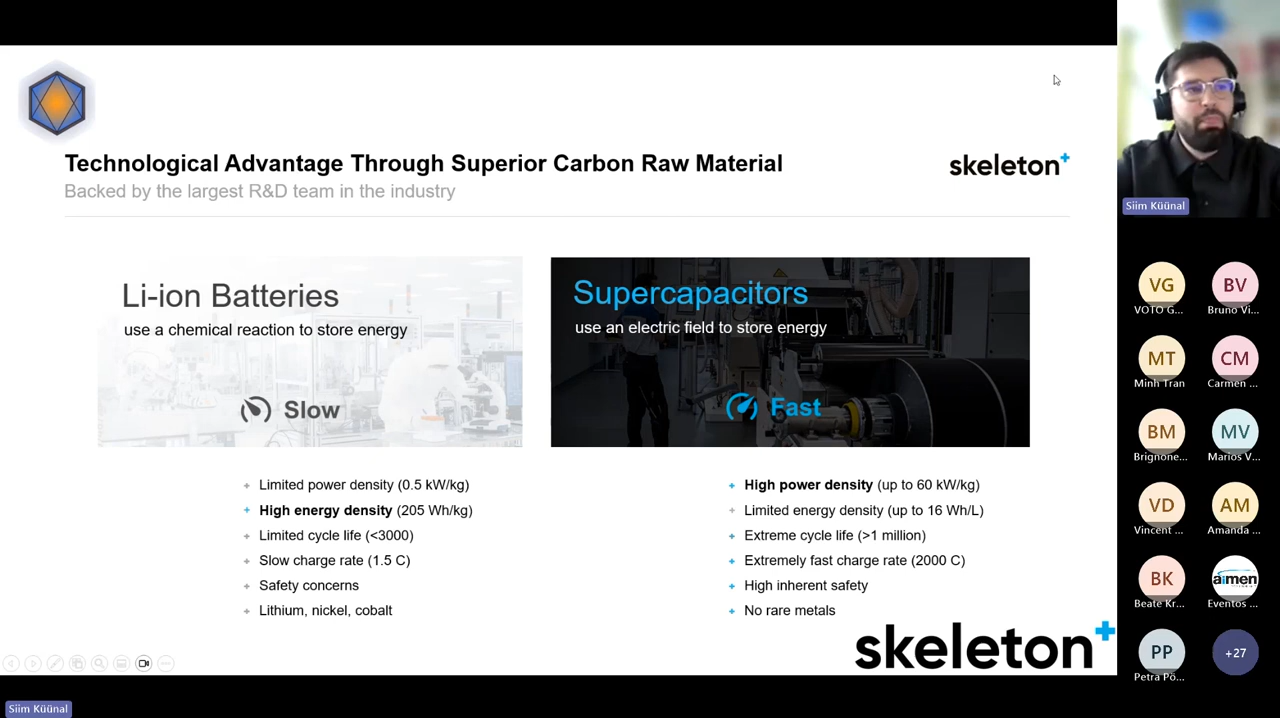 Technological Advantage Through Superior Carbon Raw Material
skeleton+
Backed by the largest R&D team in the industry
Li-ion Batteries
use a chemical reaction to store energy
Slow
Limited power density (0.5 kW/kg)
High energy density (205 Wh/kg)
Limited cycle life (<3000)
Slow charge rate (1.5 C)
Safety concerns
Lithium, nickel, cobalt
Supercapacitors
use an electric field to store energy
Fast
High power density (up to 60 kW/kg)
Limited energy density (up to 16 Wh/L)
Extreme cycle life (>1 million)
Extremely fast charge rate (2000 C)
High inherent safety
No rare metals
skeleton+
Siim Küünal
Siim Küünal
VG
VOTO G...
BV
Bruno Vi...
MT
Minh Tran
CM
Carmen ...
BM
Brignone...
MV
Marios V...
VD
Vincent ...
AM
Amanda ...
BK
Beate Kr...
aimen
Eventos ...
PP
Petra Pö...
+27